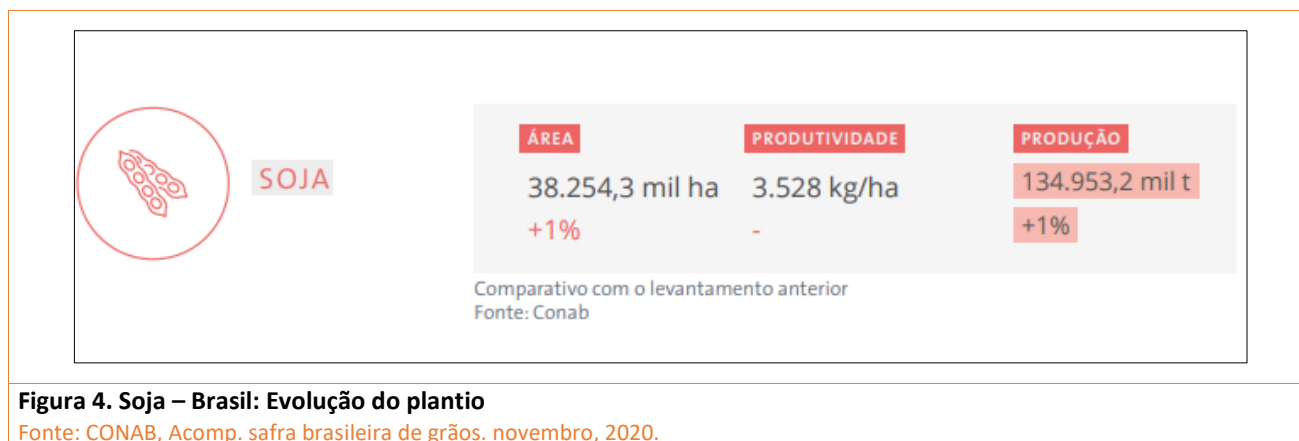 SOJA
ÁREA
38.254,3 mil ha
+1%
PRODUTIVIDADE
3.528 kg/ha
-
PRODUÇÃO
134.953,2 mil t
+1%
Comparativo com o levantamento anterior
Fonte: Conab
Figura 4. Soja – Brasil: Evolução do plantio
Fonte: CONAB, Acomp. safra brasileira de grãos. novembro, 2020.